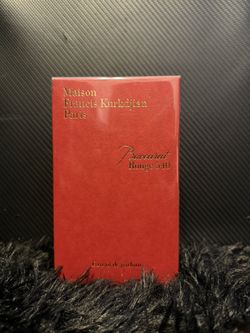 Maison
Francis Kurkdjian
Paris
Baccarat
Rouge 540
Extrait de parfum